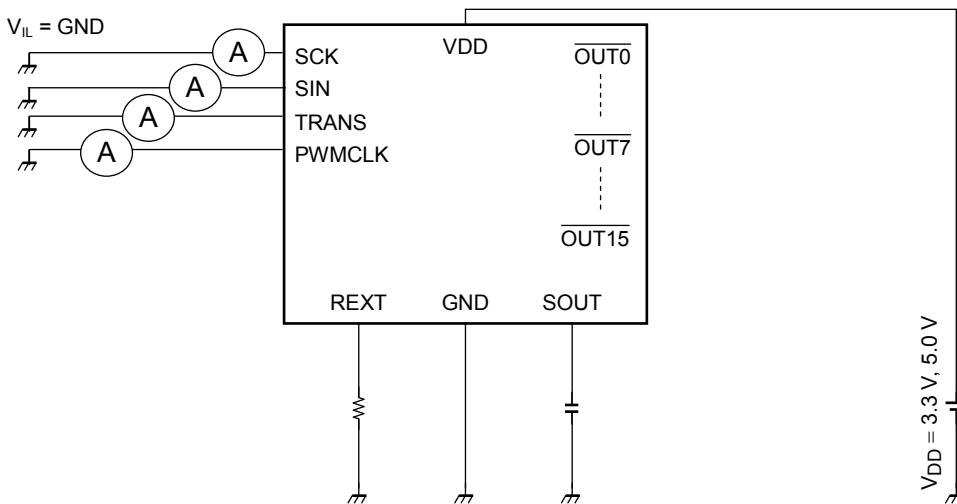 V_IL = GND
A
SCK
VDD
OUT0
A
SIN
A
TRANS
A
PWMCLK
OUT7
OUT15
REXT
GND
SOUT
V_DD = 3.3 V, 5.0 V